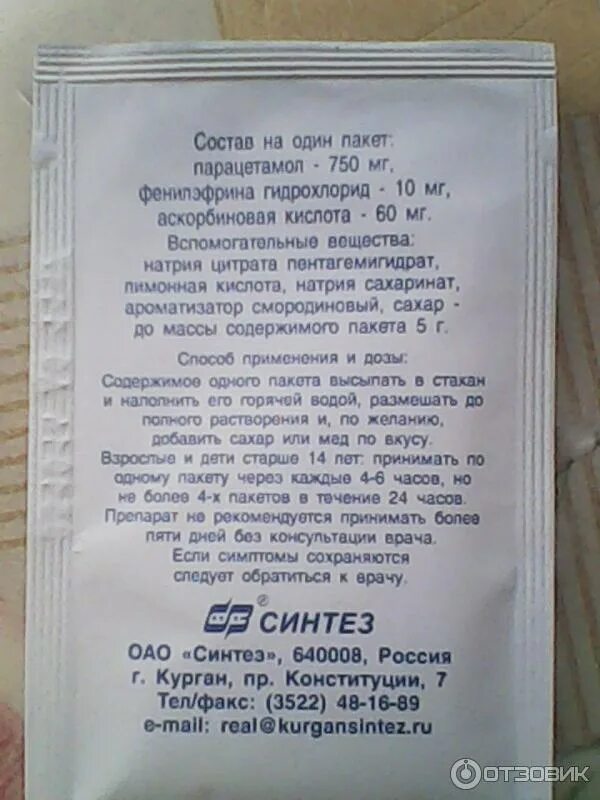 Состав на один пакет:
парацетамол - 750 мг,
фенилэфрина гидрохлорид - 10 мг,
аскорбиновая кислота - 60 мг.
Вспомогательные вещества:
натрия цитрата пентагемигидрат,
лимонная кислота, натрия сахаринат,
ароматизатор смородиновый, сахар -
до массы содержимого пакета 5 г.
Способ применения и дозы:
Содержимое одного пакета высыпать в стакан
и наполнить его горячей водой, размешать до
полного растворения и, по желанию,
добавить сахар или мед по вкусу.
Взрослые и дети старше 14 лет: принимать по
одному пакету через каждые 4-6 часов, но
не более 4-х пакетов в течение 24 часов.
Препарат не рекомендуется принимать более
пяти дней без консультации врача.
Если симптомы сохраняются
следует обратиться к врачу.
® СИНТЕЗ
ОАО «Синтез», 640008, Россия
г. Курган, пр. Конституции, 7
Тел/факс: (3522) 48-16-89
e-mail: real@kurgansintez.ru
ОТЗОВИК